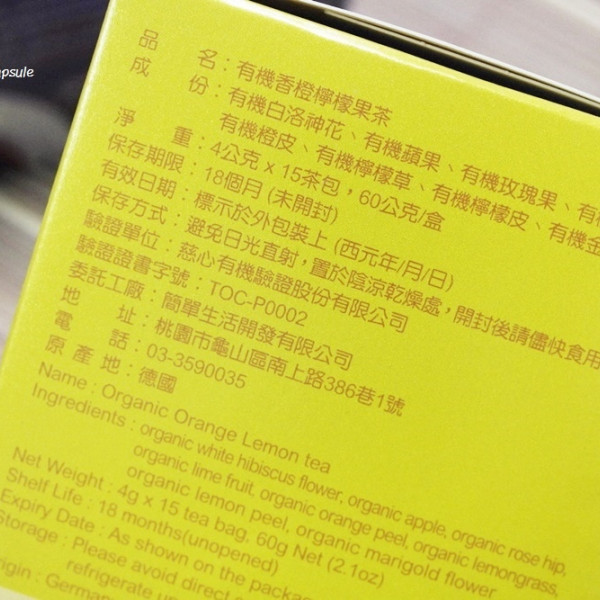 psule
品名：有機香橙檸檬果茶
成份：有機白洛神花、有機蘋果、有機玫瑰果、有
有機橙皮、有機檸檬草、有機檸檬皮、有機金
淨重：4公克 x 15茶包，60公克/盒
保存期限：18個月 (未開封)
有效日期：標示於外包裝上 (西元年/月/日)
保存方式：避免日光直射，置於陰涼乾燥處，開封後請儘快食用
驗證單位：慈心有機驗證股份有限公司
驗證證書字號：TOC-P0002
委託工廠：簡單生活開發有限公司
地址：桃園市龜山區南上路386巷1號
電話：03-3590035
原產地：德國
Name : Organic Orange Lemon tea
Ingredients : organic white hibiscus flower, organic apple, organic rose hip,
organic lime fruit, organic orange peel, organic lemongrass,
organic lemon peel, organic marigold flower
Net Weight : 4g x 15 tea bag, 60g Net (2.1oz)
Shelf Life : 18 months(unopened)
Expiry Date : As shown on the packa
Storage : Please avoid direct s
refrigerate u
rigin : German